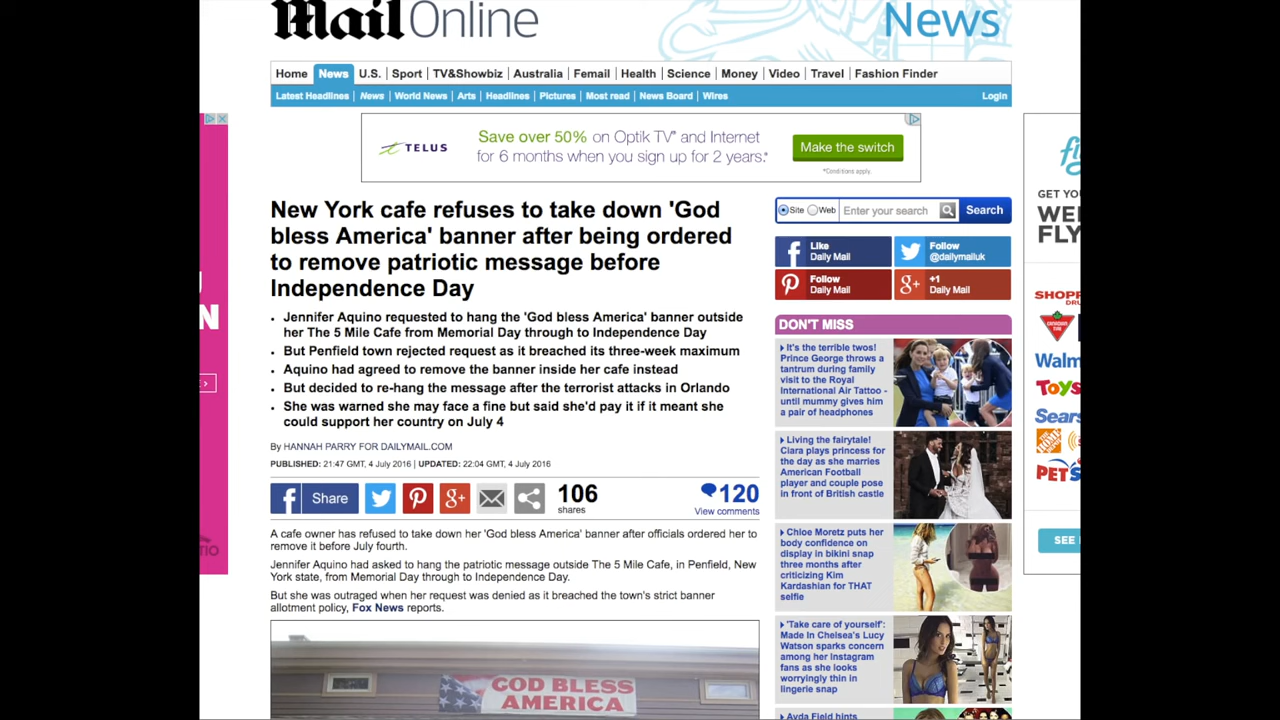 Mail Online
News
Home News U.S. Sport TV&Showbiz Australia Femail Health Science Money Video Travel Fashion Finder
Latest Headlines News World News Arts Headlines Pictures Most read News Board Wires Login
TELUS
Save over 50% on Optik TV* and Internet
for 6 months when you sign up for 2 years.*
Make the switch
*Conditions apply.
New York cafe refuses to take down 'God
bless America' banner after being ordered
to remove patriotic message before
Independence Day
Jennifer Aquino requested to hang the 'God bless America' banner outside
her The 5 Mile Cafe from Memorial Day through to Independence Day
But Penfield town rejected request as it breached its three-week maximum
Aquino had agreed to remove the banner inside her cafe instead
But decided to re-hang the message after the terrorist attacks in Orlando
She was warned she may face a fine but said she'd pay it if it meant she
could support her country on July 4
By HANNAH PARRY FOR DAILYMAIL.COM
PUBLISHED: 21:47 GMT, 4 July 2016 | UPDATED: 22:04 GMT, 4 July 2016
Share
106
shares
120
View comments
A cafe owner has refused to take down her 'God bless America' banner after officials ordered her to
remove it before July fourth.
Jennifer Aquino had asked to hang the patriotic message outside The 5 Mile Cafe, in Penfield, New
York state, from Memorial Day through to Independence Day.
But she was outraged when her request was denied as it breached the town's strict banner
allotment policy, Fox News reports.
GOD BLESS
AMERICA
Site Web Enter your search Search
Like
Daily Mail
Follow
@dailymailuk
Follow
Daily Mail
+1
Daily Mail
DON'T MISS
It's the terrible twos!
Prince George throws a
tantrum during family
visit to the Royal
International Air Tattoo -
until mummy gives him
a pair of headphones
Living the fairytale!
Ciara plays princess for
the day as she marries
American Football
player and couple pose
in front of British castle
Chloe Moretz puts her
body confidence on
display in bikini snap
three months after
criticizing Kim
Kardashian for THAT
selfie
'Take care of yourself':
Made In Chelsea's Lucy
Watson sparks concern
among her Instagram
fans as she looks
worryingly thin in
lingerie snap
Ayda Field hints
GET YOU
WEL
FLY
SHOPP
DRU
CANADIAN
TIRE
Walm
Toys
Sears
PETS
SEE